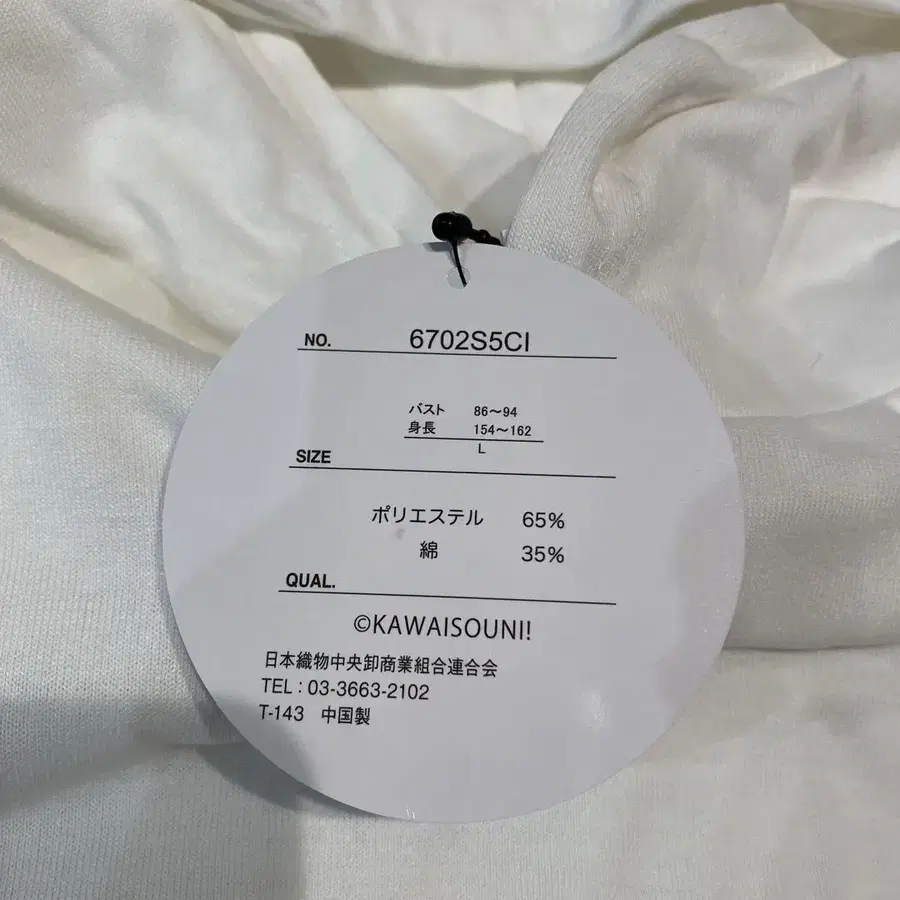 NO. 6702S5CI
バスト 86～94
身長 154～162
L
SIZE
ポリエステル 65%
綿 35%
QUAL.
©KAWAISOUNI!
日本織物中央卸商業組合連合会
TEL : 03-3663-2102
T-143 中国製